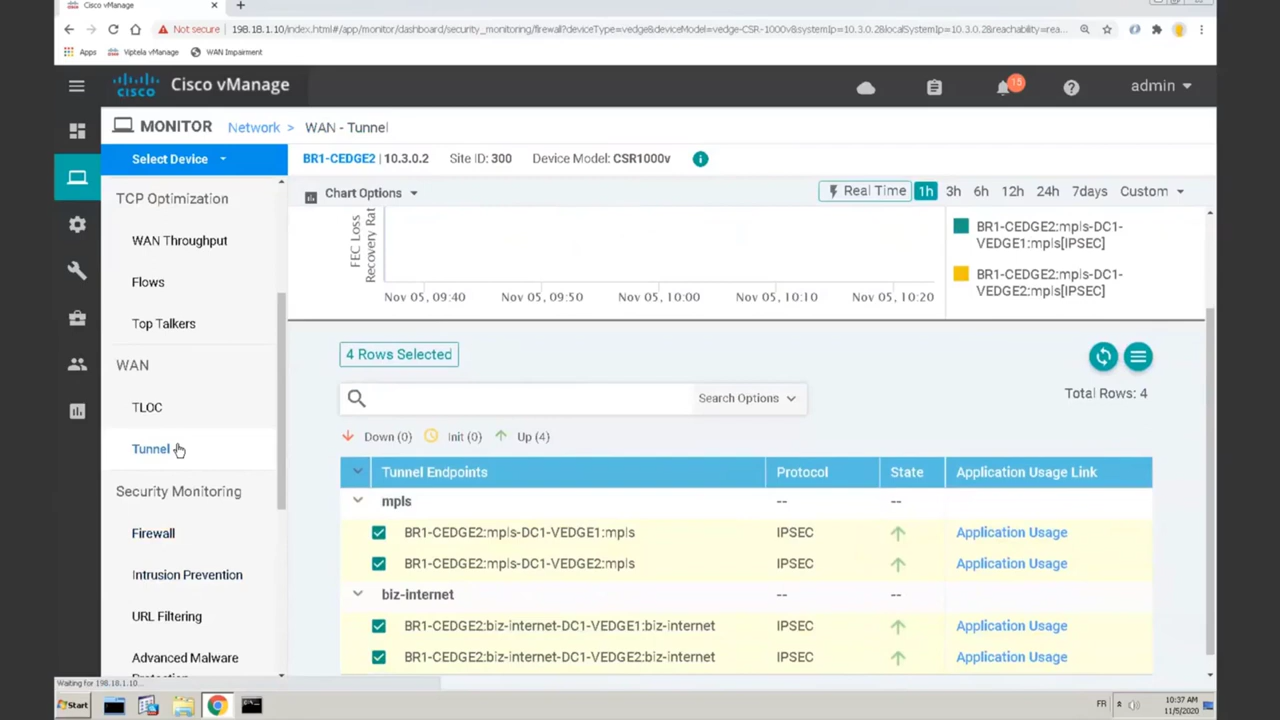 Cisco vManage
Not secure 198.18.1.10/index.html#/app/monitor/dashboard/security_monitoring/firewall?deviceType=vedge&deviceModel=vedge-CSR-1000v&systemIp=10.3.0.2&localSystemIp=10.3.0.2&reachability=rea...
Apps Viptela vManage WAN Impairment
cisco Cisco vManage 15 admin
MONITOR Network > WAN - Tunnel
Select Device BR1-CEDGE2 | 10.3.0.2 Site ID: 300 Device Model: CSR1000v
Chart Options Real Time 1h 3h 6h 12h 24h 7days Custom
TCP Optimization
WAN Throughput
Flows
Top Talkers
WAN
TLOC
Tunnel
Security Monitoring
Firewall
Intrusion Prevention
URL Filtering
Advanced Malware
Protection
FEC Loss
Recovery Rat
Nov 05, 09:40 Nov 05, 09:50 Nov 05, 10:00 Nov 05, 10:10 Nov 05, 10:20
BR1-CEDGE2:mpls-DC1-
VEDGE1:mpls[IPSEC]
BR1-CEDGE2:mpls-DC1-
VEDGE2:mpls[IPSEC]
4 Rows Selected
Search Options
Total Rows: 4
Down (0) Init (0) Up (4)
Tunnel Endpoints Protocol State Application Usage Link
mpls -- --
BR1-CEDGE2:mpls-DC1-VEDGE1:mpls IPSEC Application Usage
BR1-CEDGE2:mpls-DC1-VEDGE2:mpls IPSEC Application Usage
biz-internet -- --
BR1-CEDGE2:biz-internet-DC1-VEDGE1:biz-internet IPSEC Application Usage
BR1-CEDGE2:biz-internet-DC1-VEDGE2:biz-internet IPSEC Application Usage
Waiting for 198.18.1.10...
Start FR 10:37 AM
11/5/2020